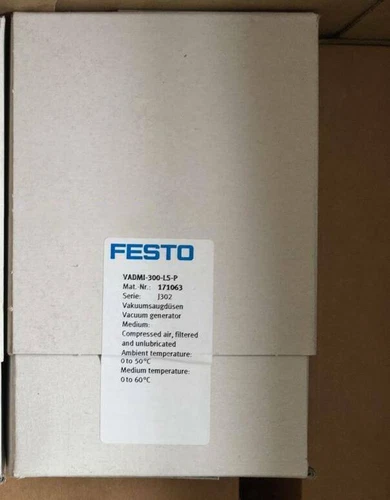 FESTO
VADMI-300-LS-P
Mat.-Nr.: 171063
Serie: J302
Vakuumsaugdüsen
Vacuum generator
Medium:
Compressed air, filtered
and unlubricated
Ambient temperature:
0 to 50°C
Medium temperature:
0 to 60°C